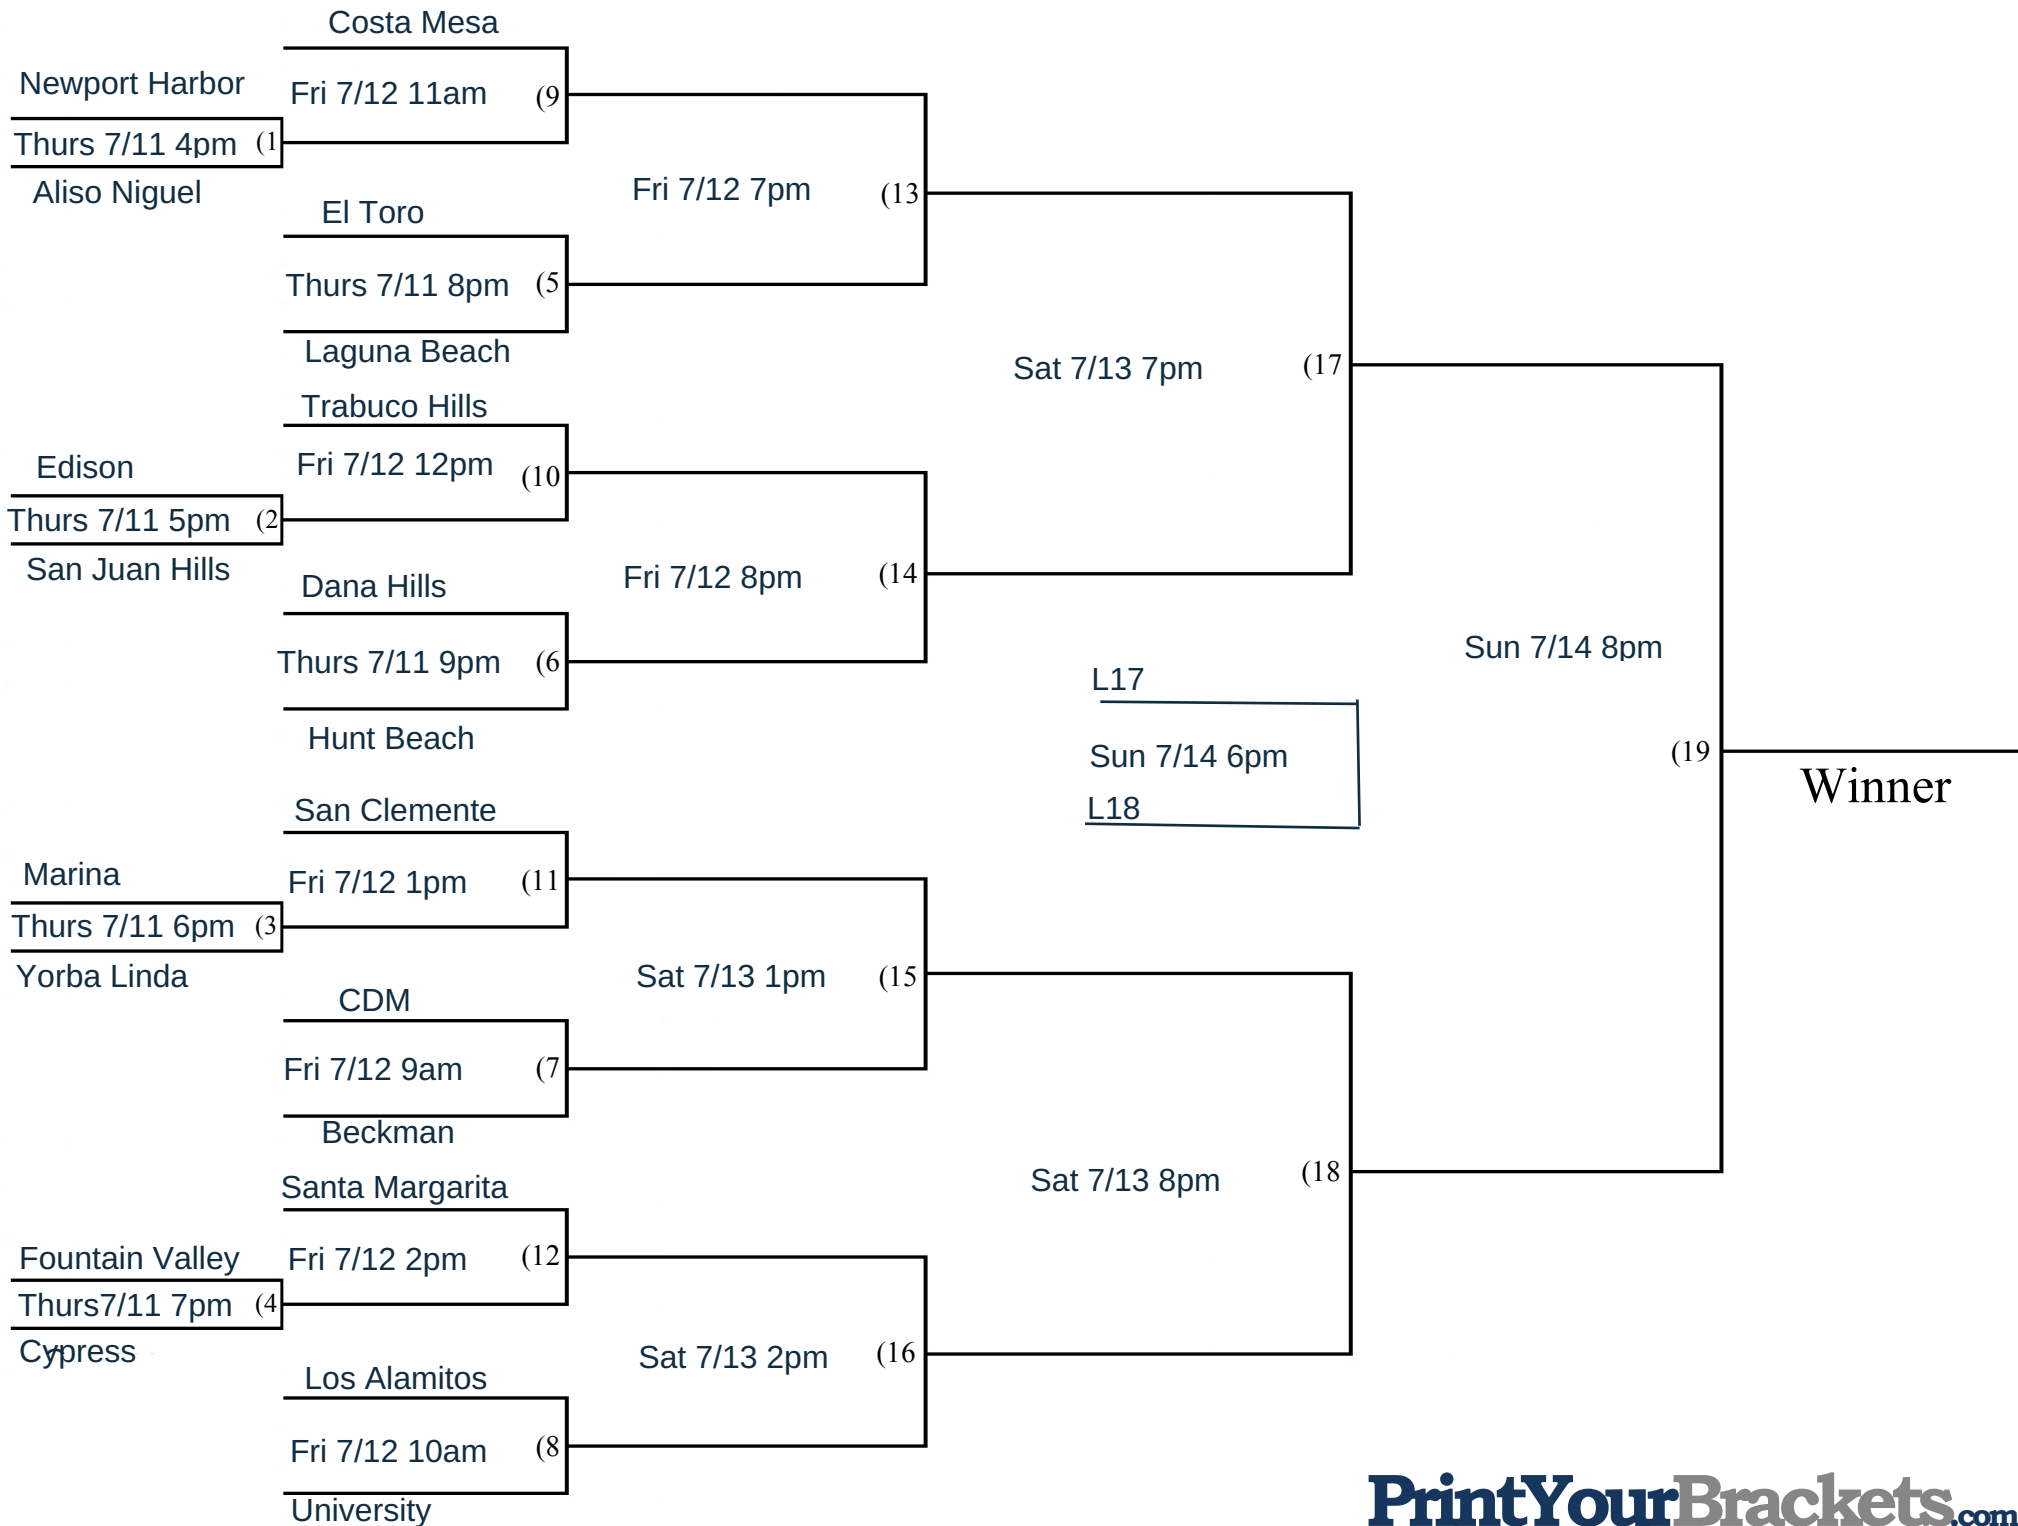 Costa Mesa
Newport Harbor
Fri 7/12 11am (9
Thurs 7/11 4pm (1
Aliso Niguel
Fri 7/12 7pm (13
El Toro
Thurs 7/11 8pm (5
Laguna Beach
Sat 7/13 7pm (17
Trabuco Hills
Edison
Fri 7/12 12pm (10
Thurs 7/11 5pm (2
San Juan Hills
Fri 7/12 8pm (14
Dana Hills
Thurs 7/11 9pm (6
Hunt Beach
Sun 7/14 8pm
L17
Sun 7/14 6pm
L18
(19
Winner
San Clemente
Marina
Fri 7/12 1pm (11
Thurs 7/11 6pm (3
Yorba Linda
Sat 7/13 1pm (15
CDM
Fri 7/12 9am (7
Beckman
Santa Margarita
Sat 7/13 8pm (18
Fountain Valley
Fri 7/12 2pm (12
Thurs7/11 7pm (4
Cypress
Sat 7/13 2pm (16
Los Alamitos
Fri 7/12 10am (8
University
PrintYourBrackets.com